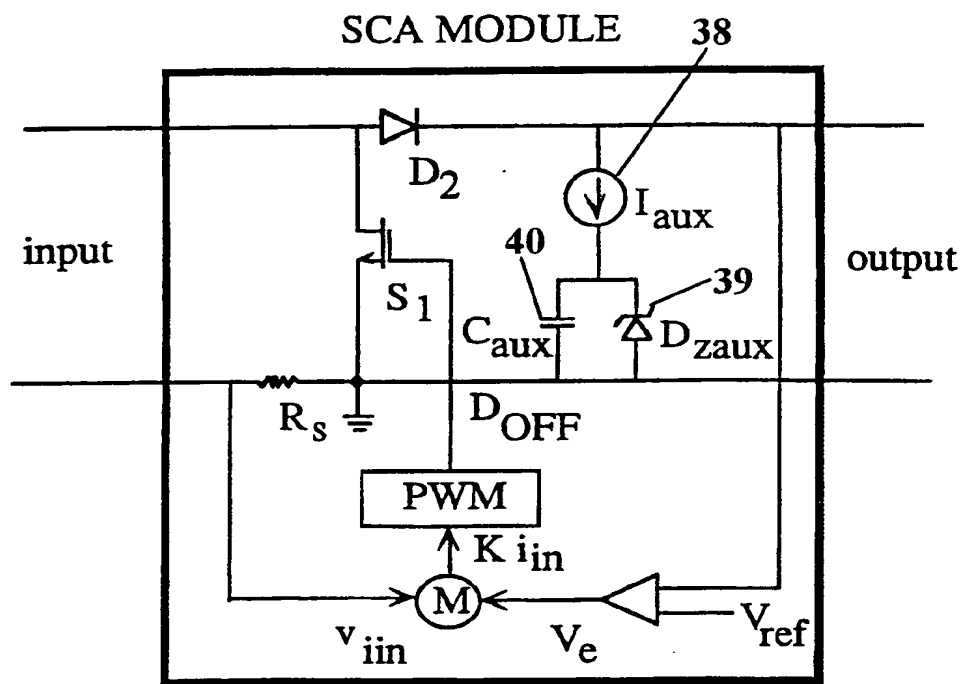 SCA MODULE
38
D2
Iaux
input
40
output
S1
39
Caux
Dzaux
Rs
DOFF
PWM
K iin
M
viin
Ve
Vref